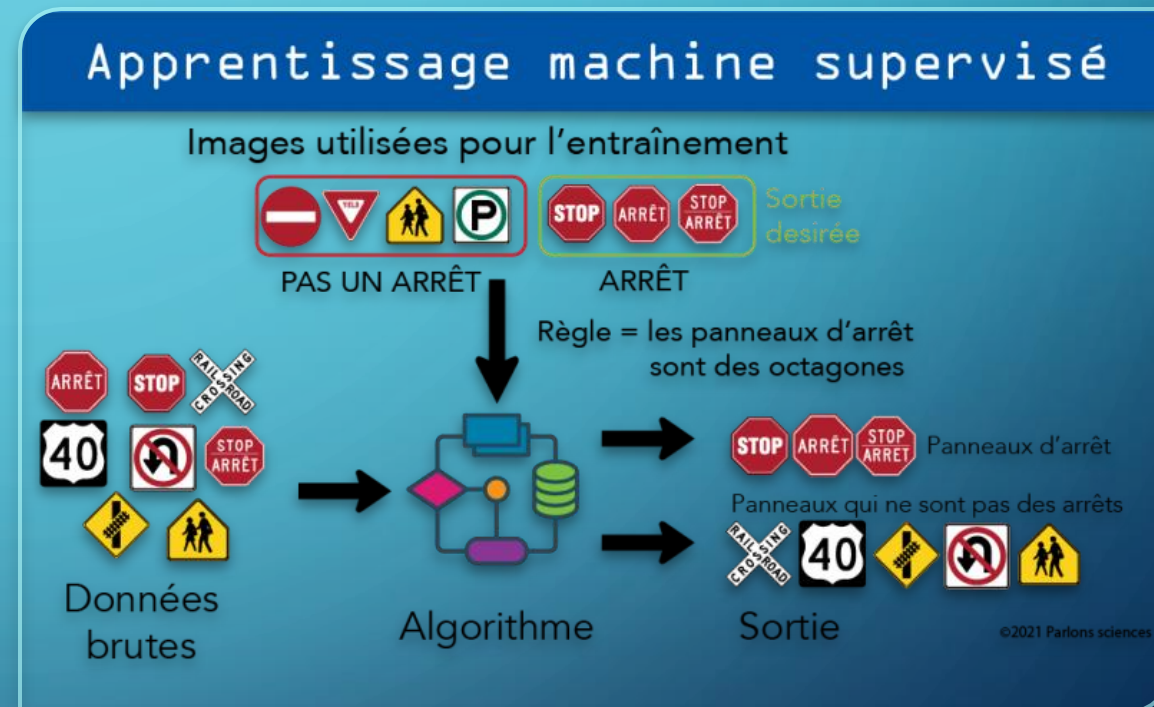 Apprentissage machine supervisé
Images utilisées pour l'entraînement
YIELD
P
STOP
ARRÊT
STOP
ARRÊT
Sortie
desirée
PAS UN ARRÊT
ARRÊT
Règle = les panneaux d'arrêt
sont des octagones
ARRÊT
STOP
RAILROAD
CROSSING
40
STOP
ARRÊT
Données
brutes
Algorithme
STOP
ARRÊT
STOP
ARRET
Panneaux d'arrêt
Panneaux qui ne sont pas des arrêts
RAILROAD
CROSSING
40
Sortie
©2021 Parlons sciences